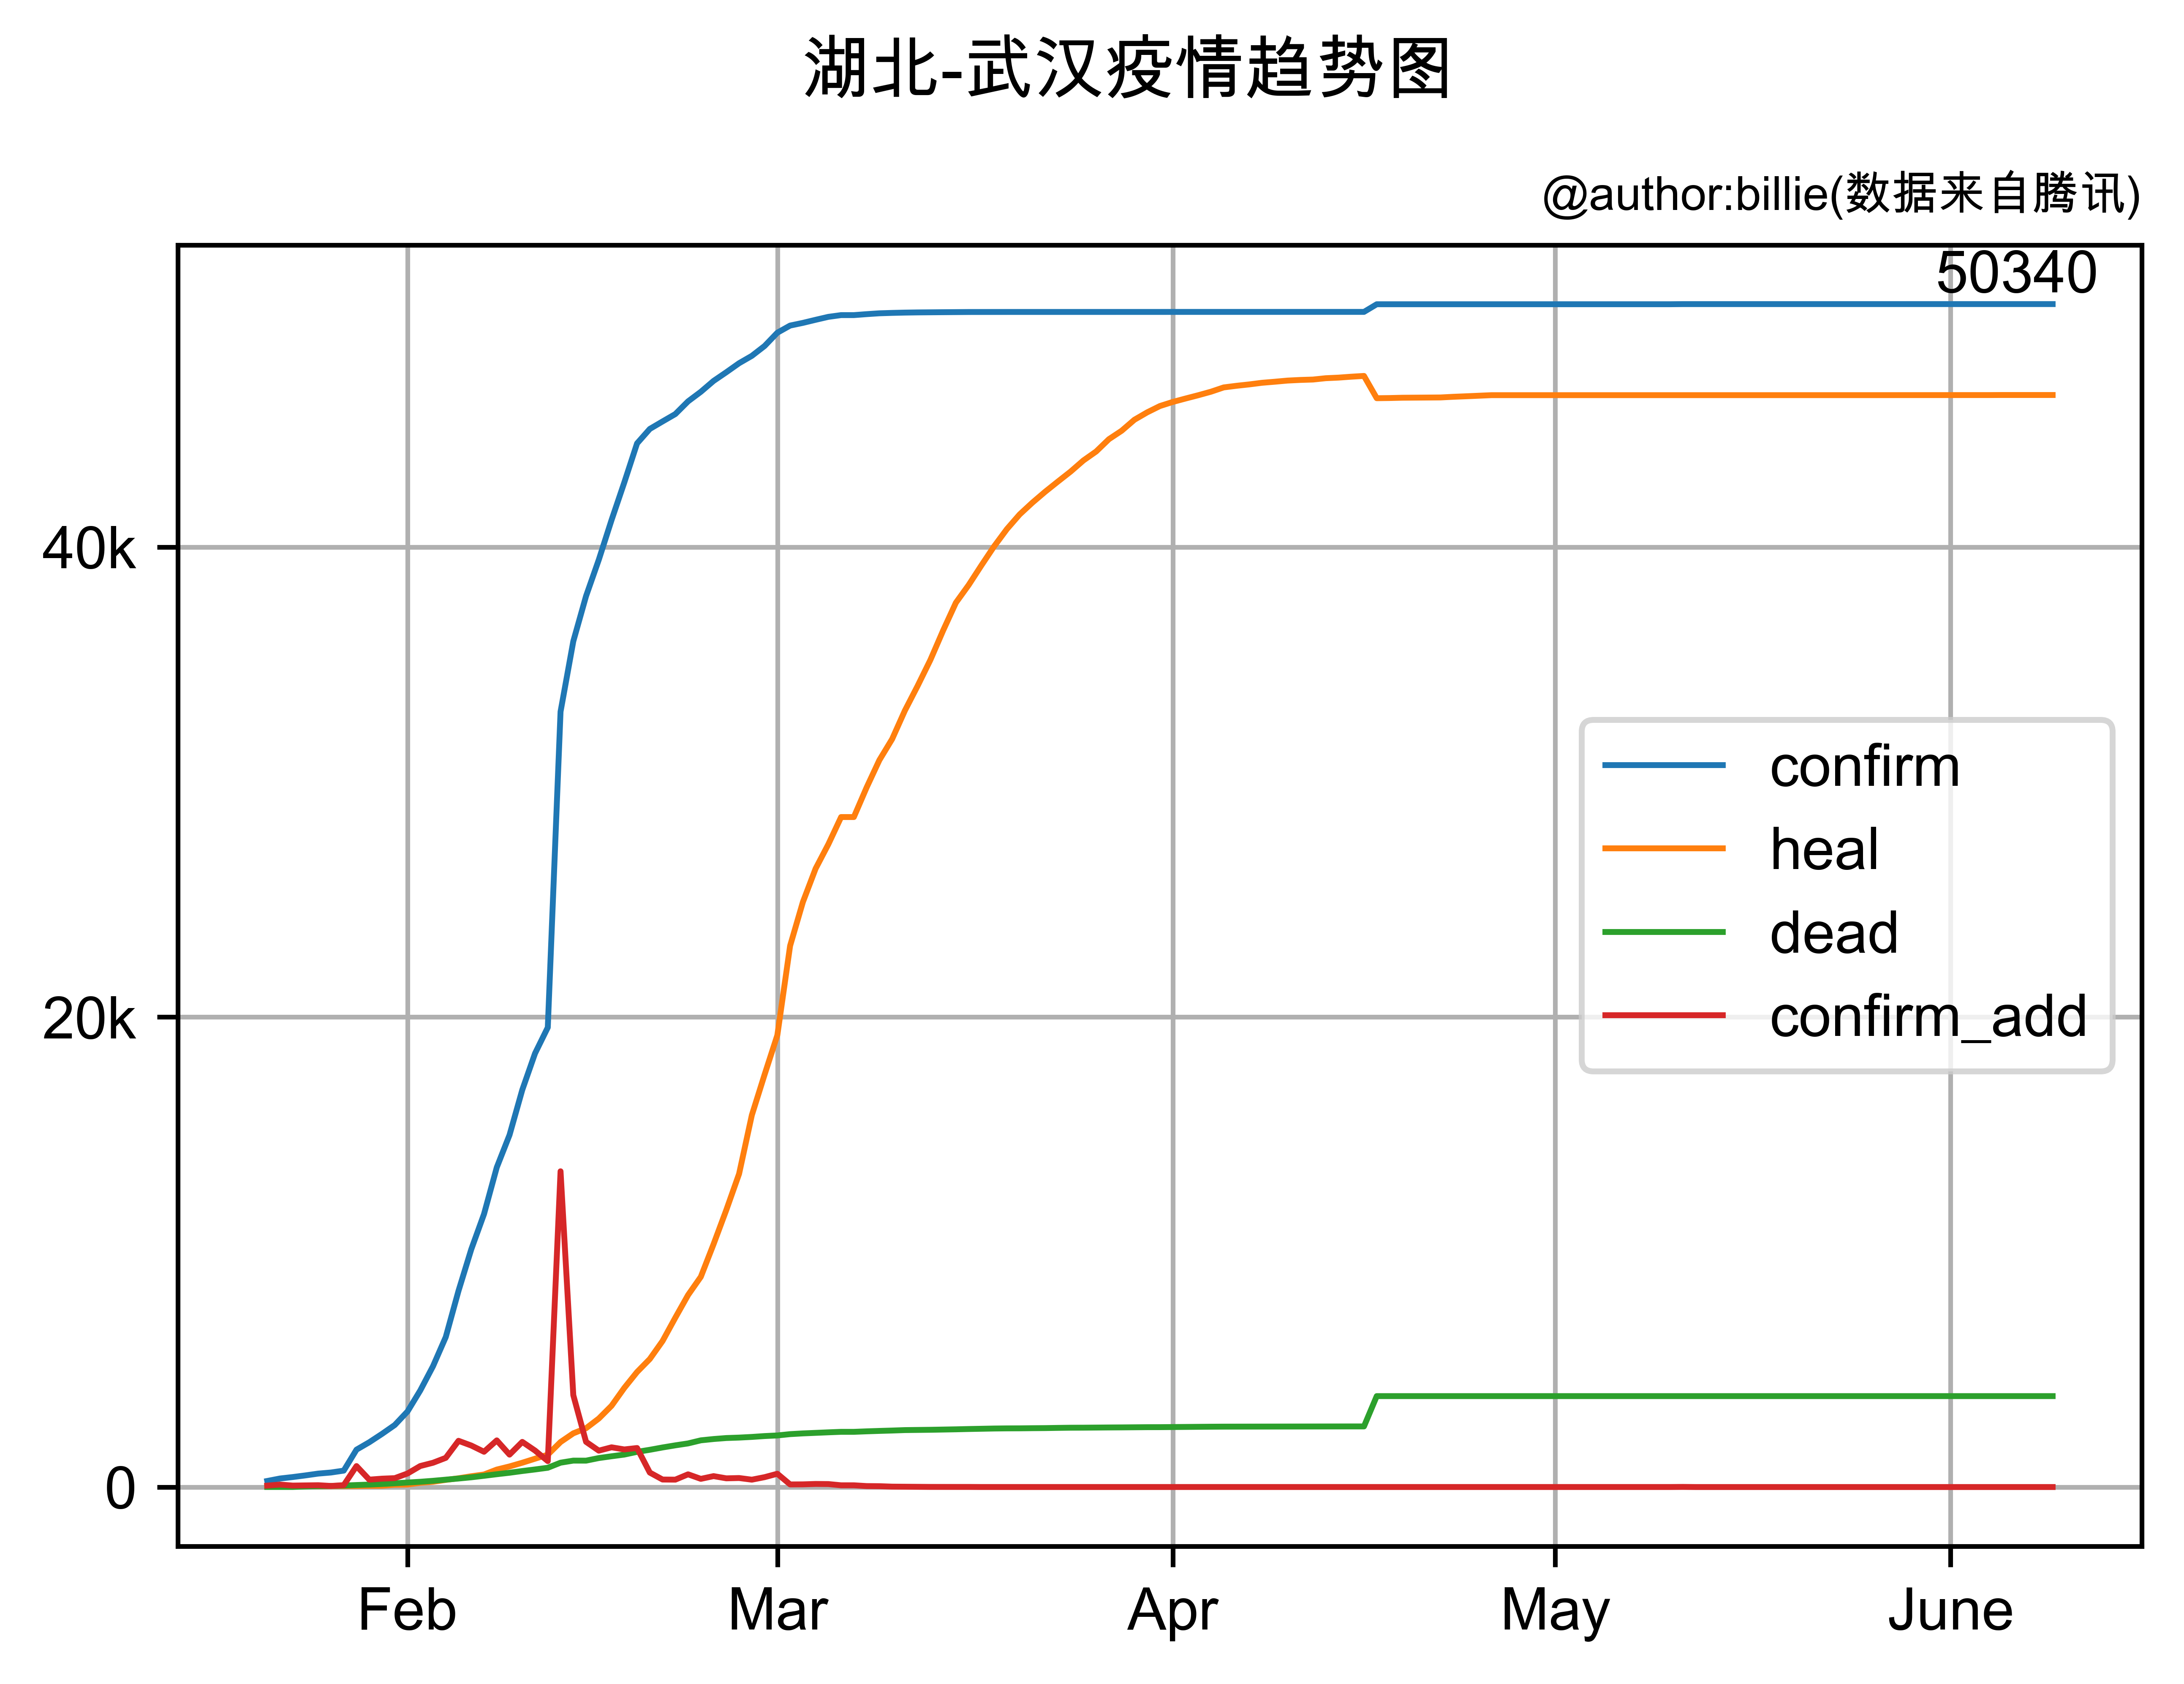 湖北-武汉疫情趋势图
@author:billie(数据来自腾讯)
50340
40k
20k
0
confirm
heal
dead
confirm_add
Feb
Mar
Apr
May
June